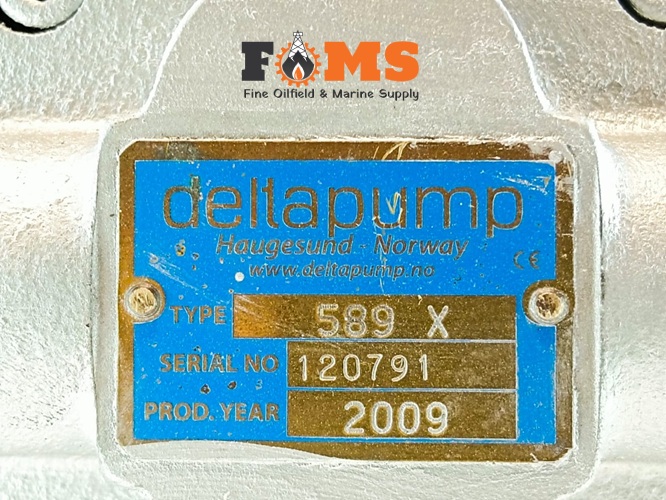 FOMS
Fine Oilfield & Marine Supply
deltapump
Haugesund - Norway
www.deltapump.no
CE
TYPE 589 X
SERIAL NO 120791
PROD. YEAR 2009